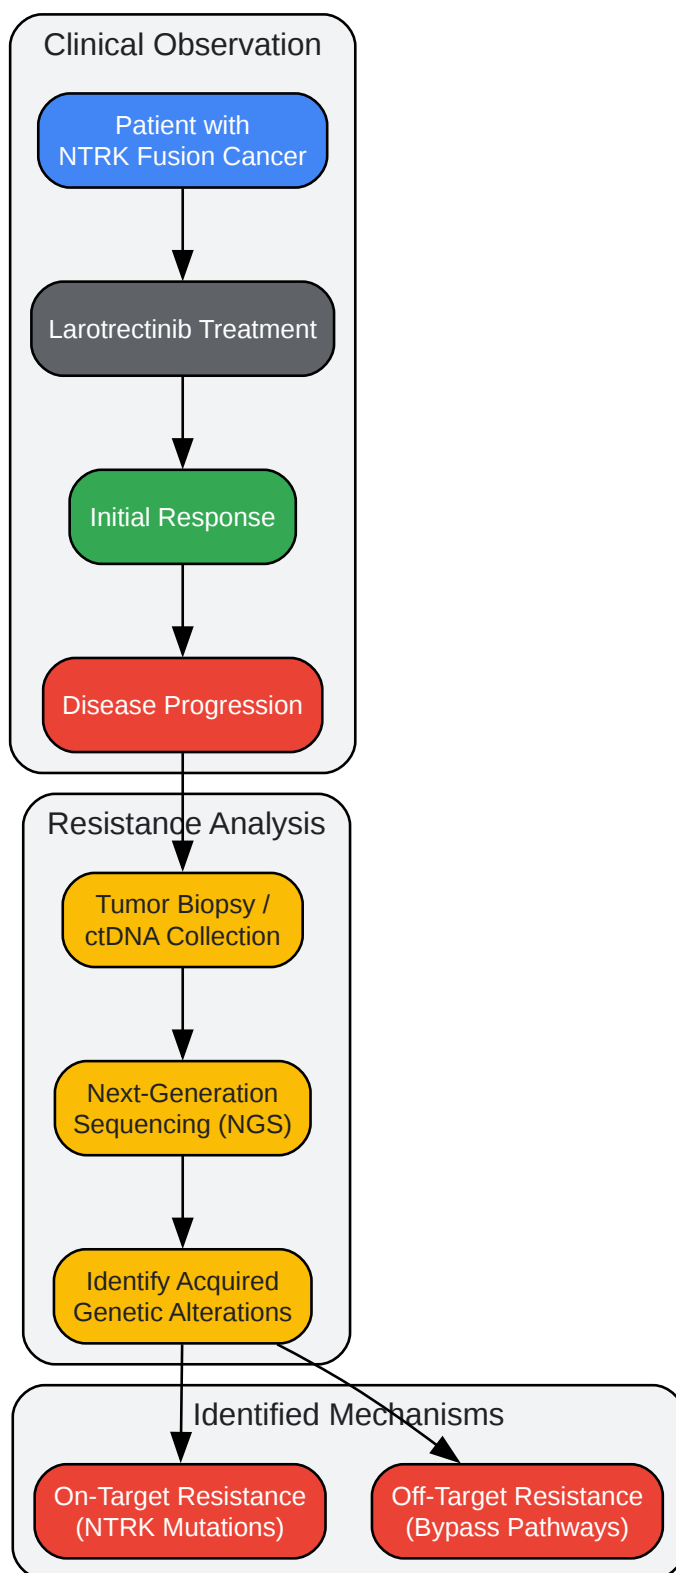 Clinical Observation
Patient with
NTRK Fusion Cancer
Larotrectinib Treatment
Initial Response
Disease Progression
Resistance Analysis
Tumor Biopsy /
ctDNA Collection
Next-Generation
Sequencing (NGS)
Identify Acquired
Genetic Alterations
Identified Mechanisms
On-Target Resistance
(NTRK Mutations)
Off-Target Resistance
(Bypass Pathways)